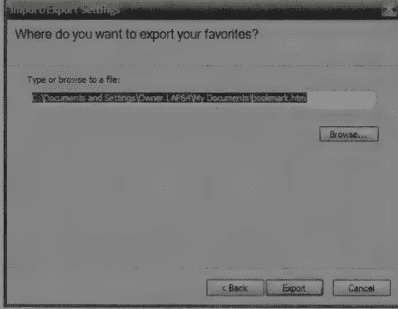 Import/Export Settings
Where do you want to export your favorites?
Type or browse to a file:
C:\Documents and Settings\Owner.LAP64\My Documents\bookmark.htm
Browse...
< Back
Export
Cancel